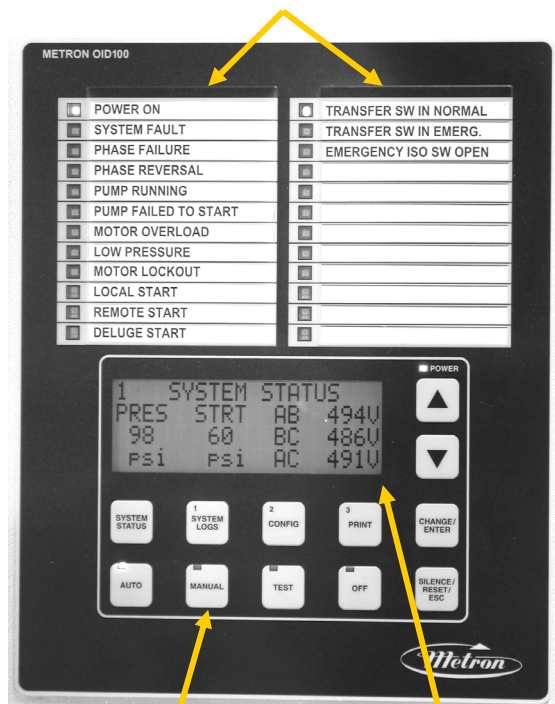 METRON OID100
POWER ON
SYSTEM FAULT
PHASE FAILURE
PHASE REVERSAL
PUMP RUNNING
PUMP FAILED TO START
MOTOR OVERLOAD
LOW PRESSURE
MOTOR LOCKOUT
LOCAL START
REMOTE START
DELUGE START
TRANSFER SW IN NORMAL
TRANSFER SW IN EMERG.
EMERGENCY ISO SW OPEN
POWER
1 SYSTEM STATUS
PRES STRT AB 494V
98 60 BC 486V
psi psi AC 491V
SYSTEM
STATUS
1
SYSTEM
LOGS
2
CONFIG
3
PRINT
CHANGE/
ENTER
AUTO
MANUAL
TEST
OFF
SILENCE/
RESET/
ESC
Metron